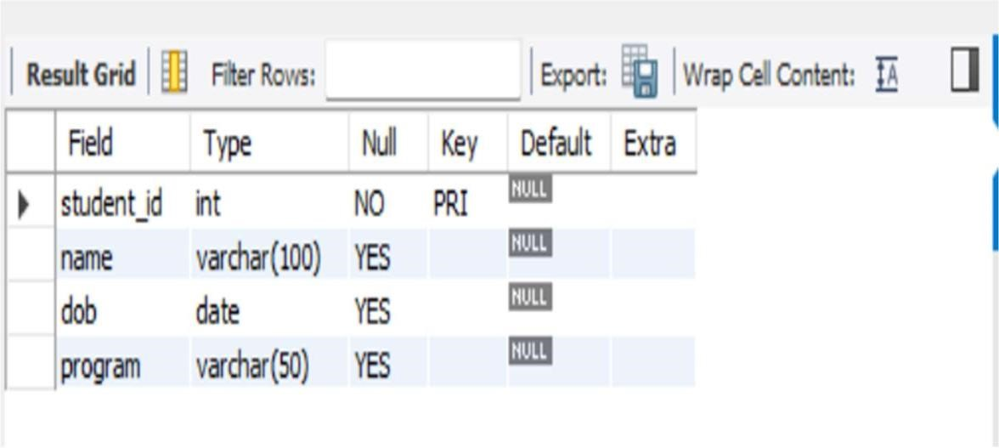 Result Grid Filter Rows: Export: Wrap Cell Content: A
Field Type Null Key Default Extra
student_id int NO PRI NULL
name varchar(100) YES NULL
dob date YES NULL
program varchar(50) YES NULL